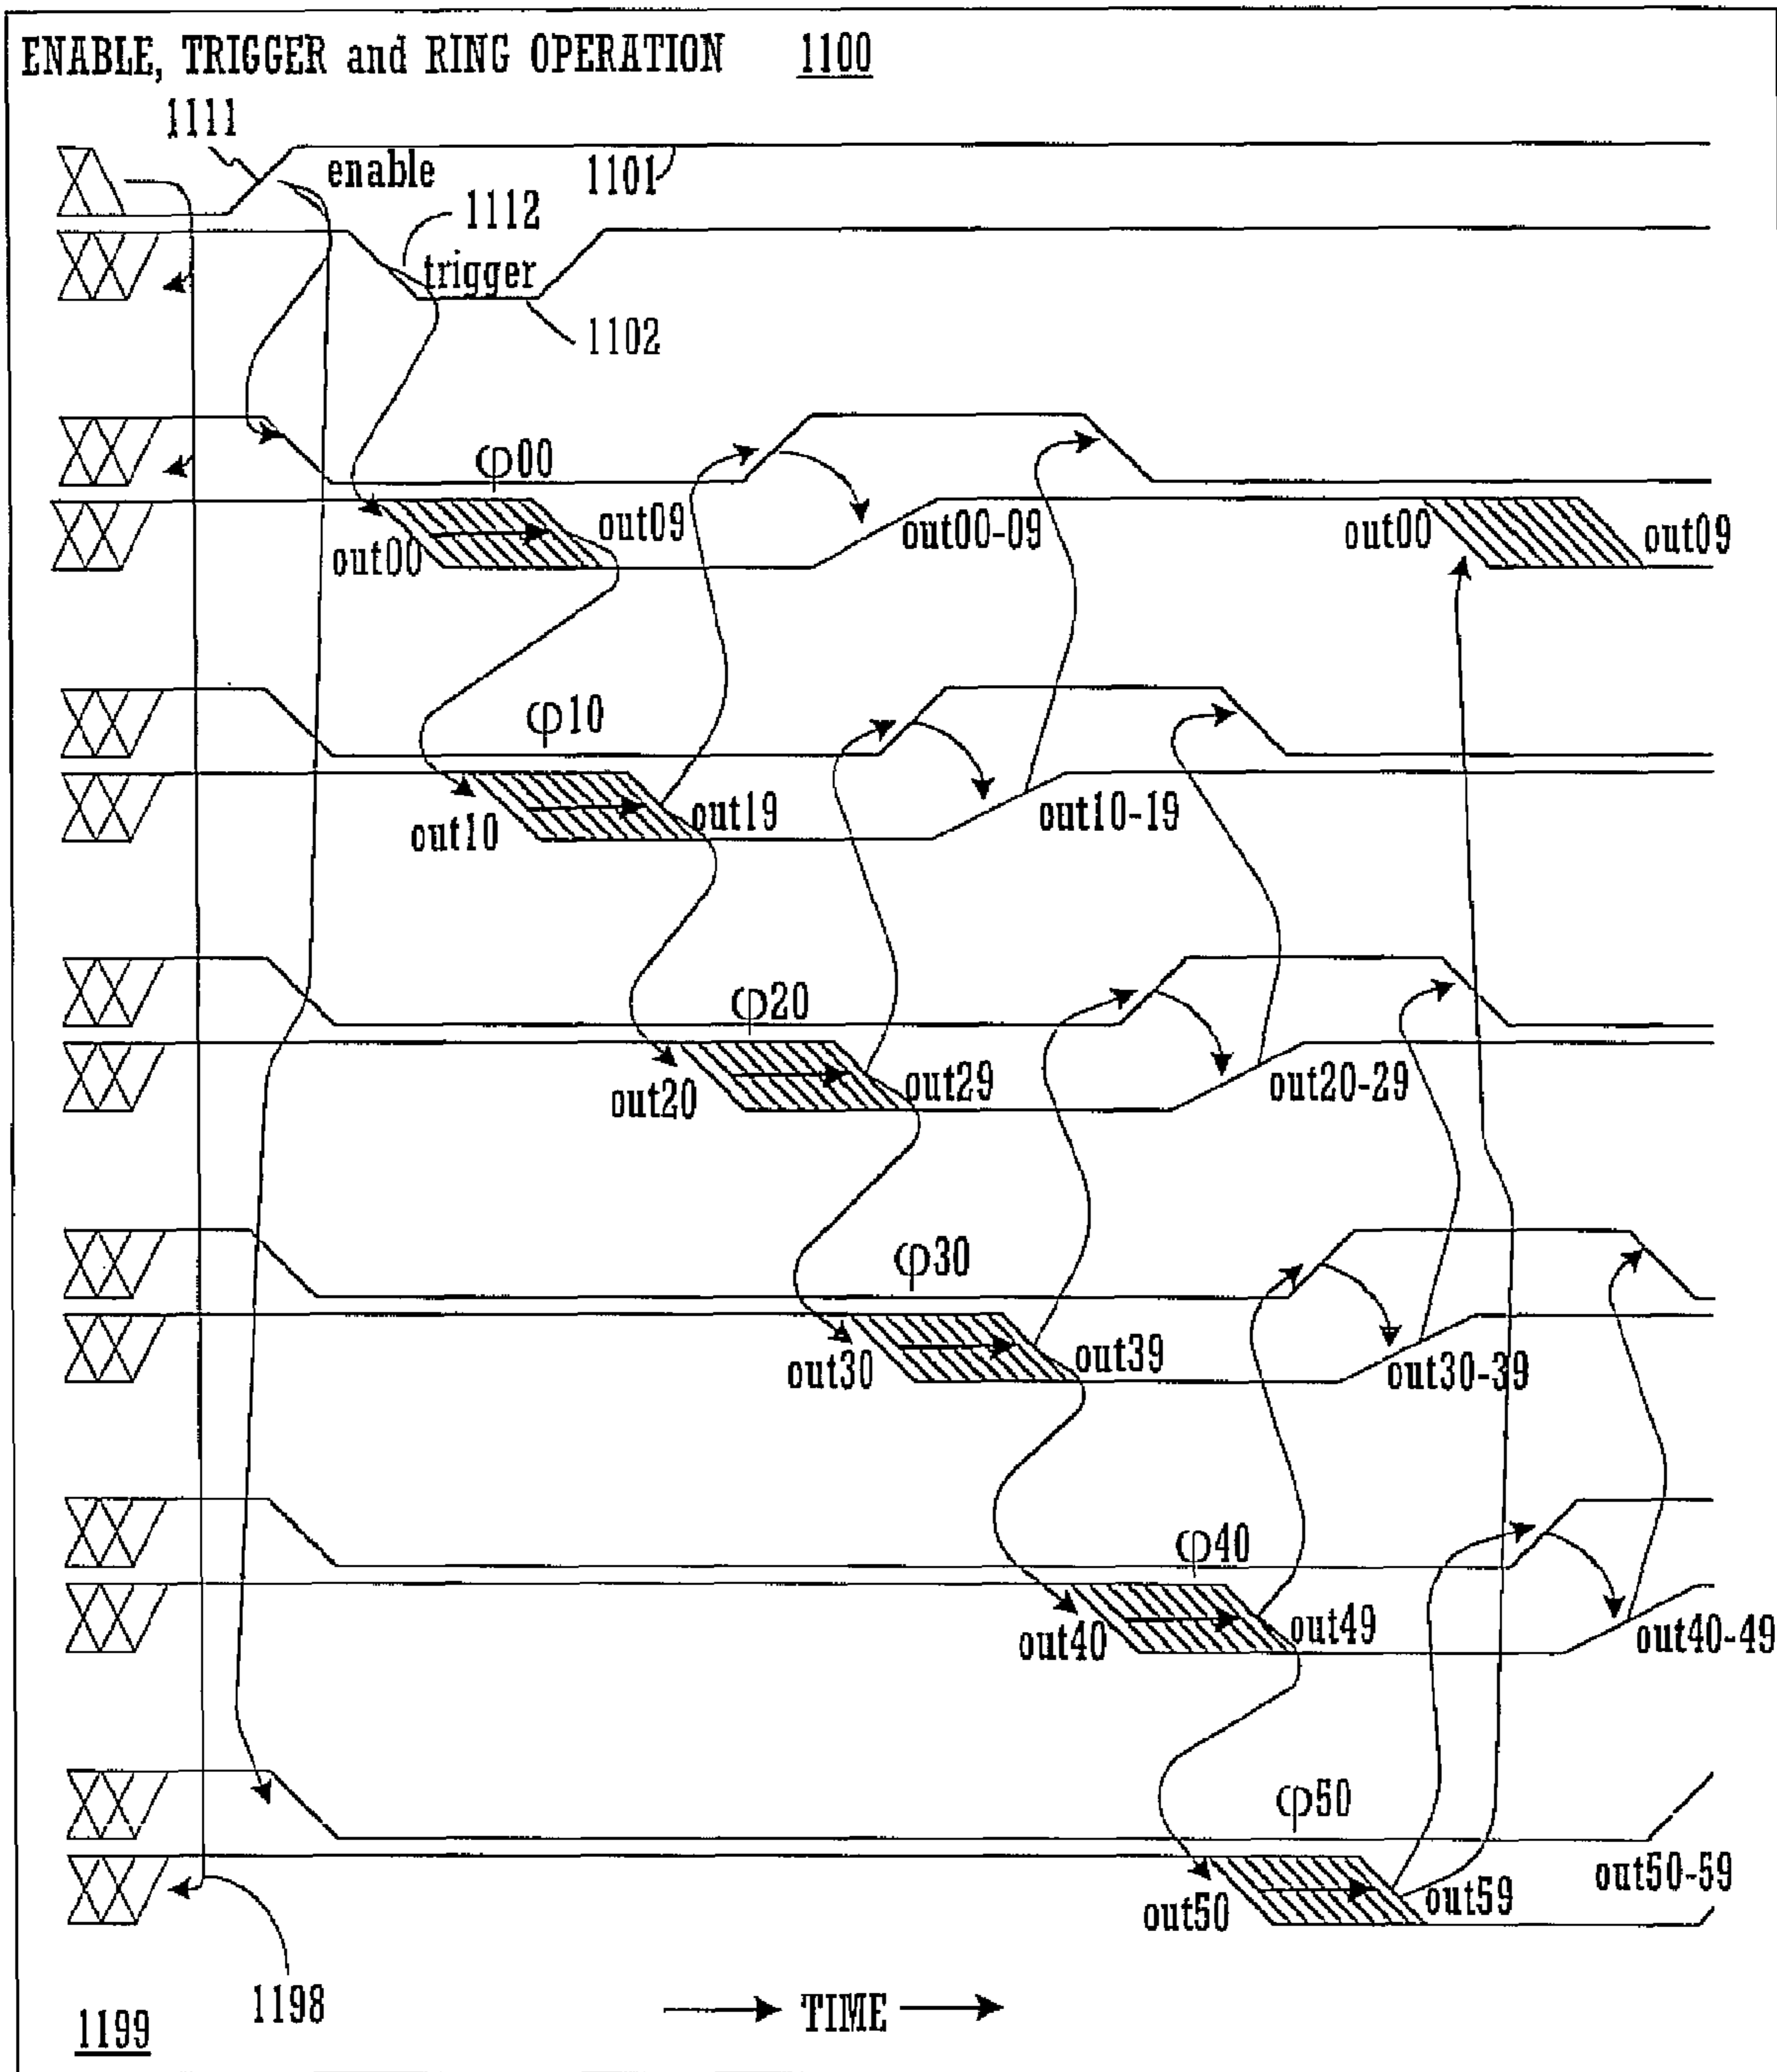 ENABLE, TRIGGER and RING OPERATION 1100
1111
enable
1101
1112
trigger
1102
φ00
out00
out09
out00-09
out00
out09
φ10
out10
out19
out10-19
φ20
out20
out29
out20-29
φ30
out30
out39
out30-39
φ40
out40
out49
out40-49
φ50
out50
out59
out50-59
1198
TIME
1199